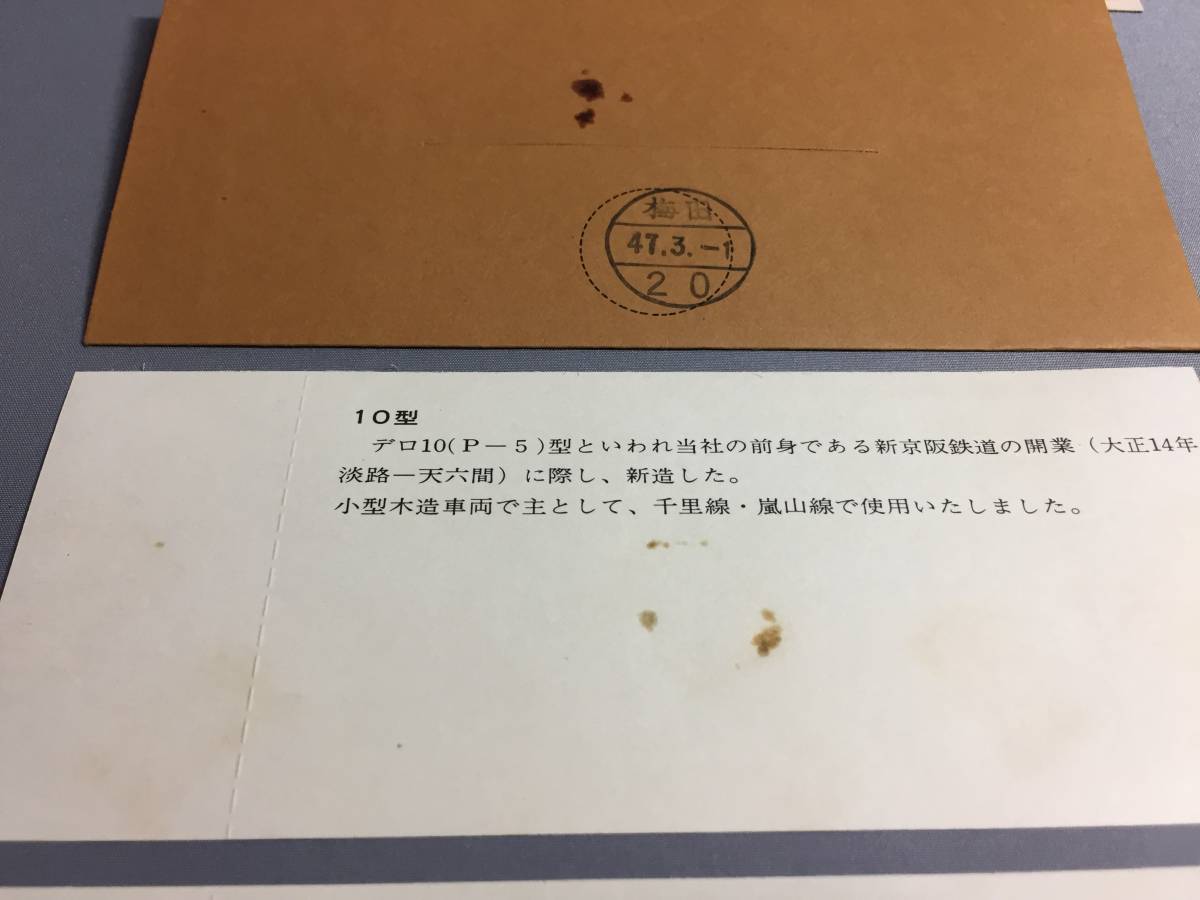 梅田
47.3.-1
20
10型
デロ10(P-5)型といわれ当社の前身である新京阪鉄道の開業(大正14年
淡路ー天六間)に際し、新造した。
小型木造車両で主として、千里線・嵐山線で使用いたしました。